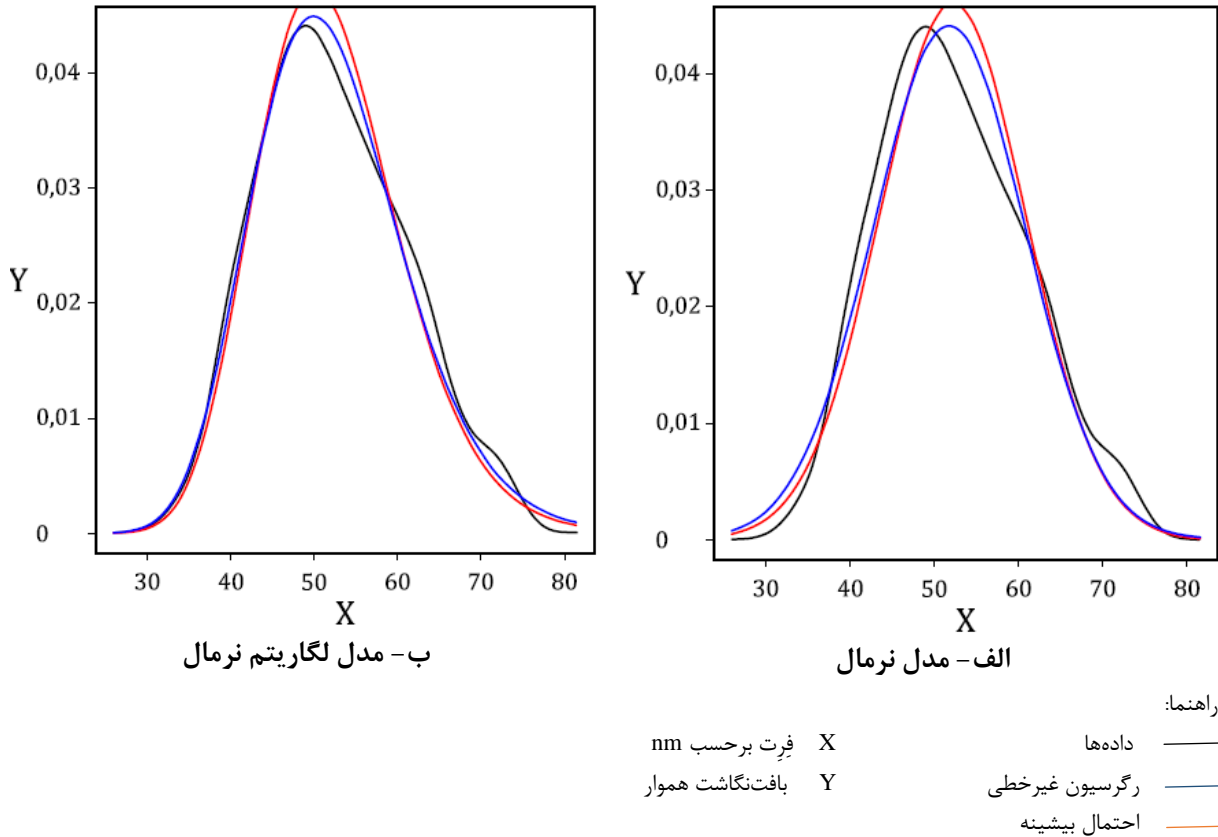 0,04
0,03
Y
0,02
0,01
0
30 40 50 60 70 80
X
الف- مدل نرمال
0,04
0,03
Y
0,02
0,01
0
30 40 50 60 70 80
X
ب- مدل لگاریتم نرمال
راهنما:
داده‌ها
رگرسیون غیرخطی
احتمال بیشینه
X فِرِت برحسب nm
Y بافت‌نگاشت هموار